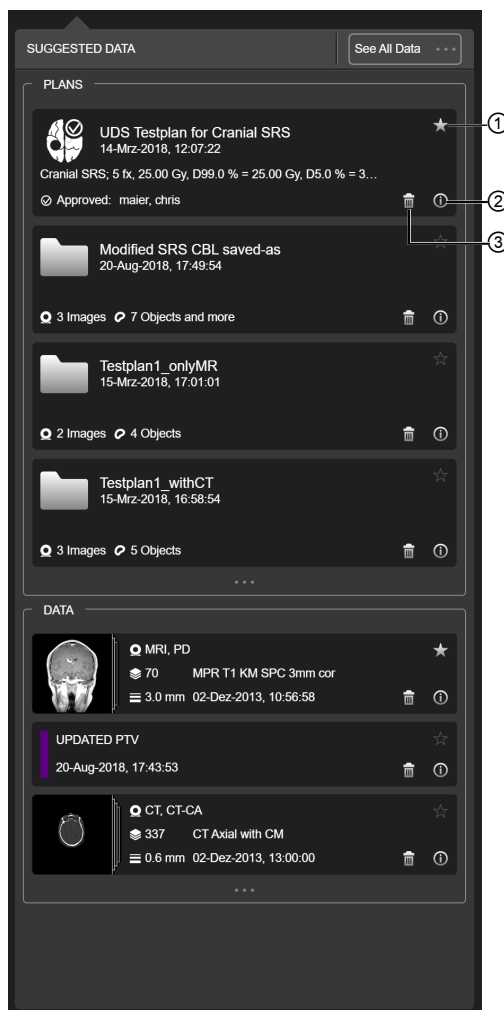 SUGGESTED DATA
See All Data ...
PLANS
UDS Testplan for Cranial SRS
14-Mrz-2018, 12:07:22
Cranial SRS; 5 fx, 25.00 Gy, D99.0 % = 25.00 Gy, D5.0 % = 3...
Approved: maier, chris
Modified SRS CBL saved-as
20-Aug-2018, 17:49:54
3 Images 7 Objects and more
Testplan1_onlyMR
15-Mrz-2018, 17:01:01
2 Images 4 Objects
Testplan1_withCT
15-Mrz-2018, 16:58:54
3 Images 5 Objects
...
DATA
MRI, PD
70 MPR T1 KM SPC 3mm cor
3.0 mm 02-Dez-2013, 10:56:58
UPDATED PTV
20-Aug-2018, 17:43:53
CT, CT-CA
337 CT Axial with CM
0.6 mm 02-Dez-2013, 13:00:00
...
①
②
③